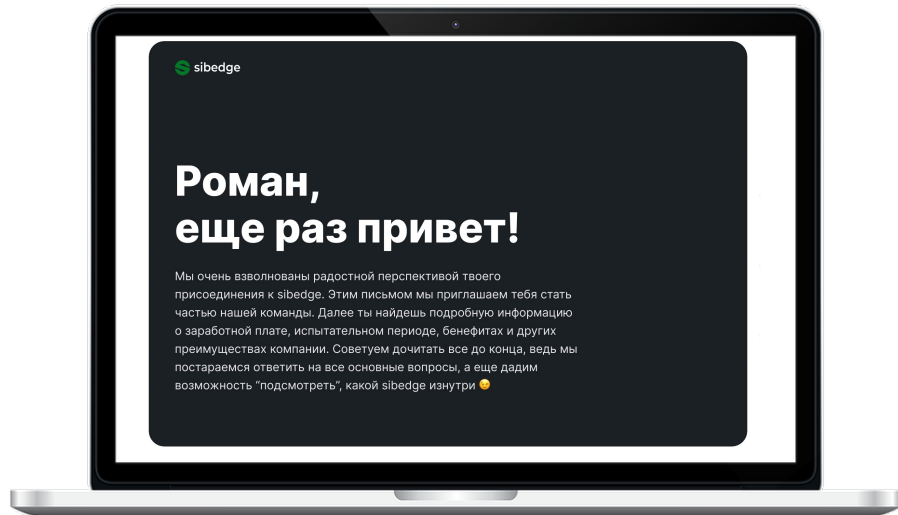 sibedge
Роман,
еще раз привет!
Мы очень взволнованы радостной перспективой твоего
присоединения к sibedge. Этим письмом мы приглашаем тебя стать
частью нашей команды. Далее ты найдешь подробную информацию
о заработной плате, испытательном периоде, бенефитах и других
преимуществах компании. Советуем дочитать все до конца, ведь мы
постараемся ответить на все основные вопросы, а еще дадим
возможность “подсмотреть”, какой sibedge изнутри 😉